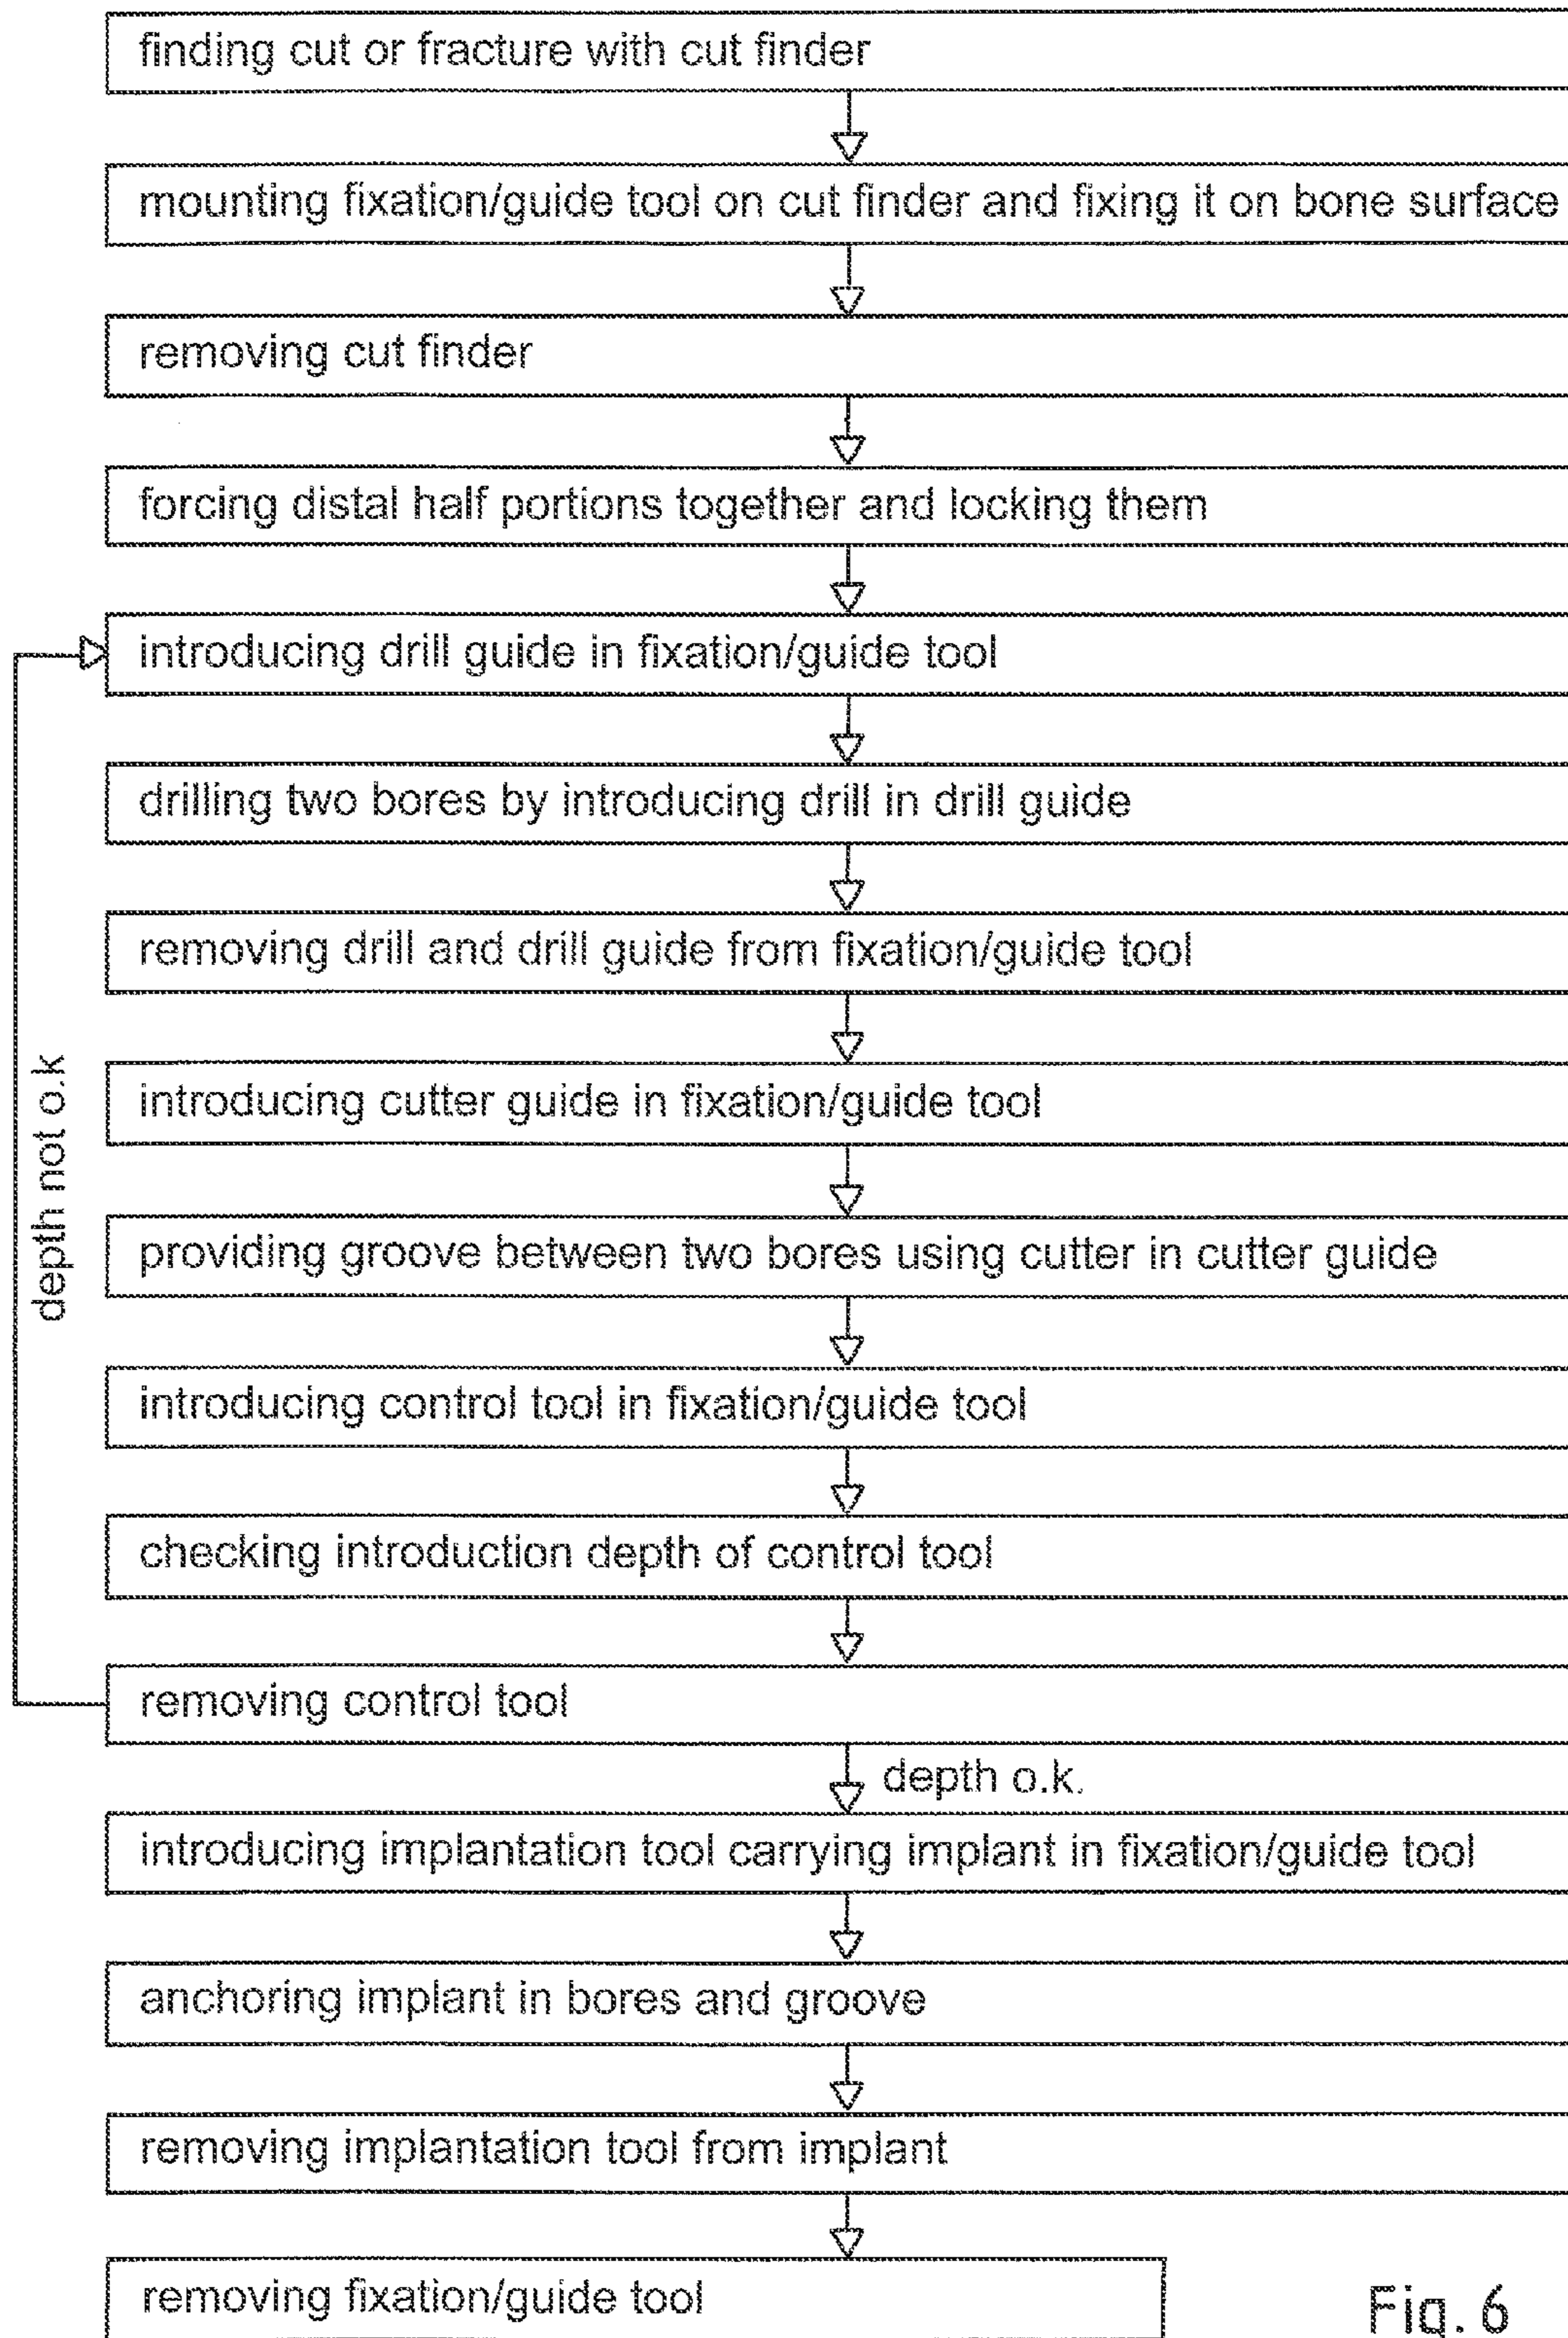 finding cut or fracture with cut finder
mounting fixation/guide tool on cut finder and fixing it on bone surface
removing cut finder
forcing distal half portions together and locking them
introducing drill guide in fixation/guide tool
drilling two bores by introducing drill in drill guide
removing drill and drill guide from fixation/guide tool
introducing cutter guide in fixation/guide tool
depth not o.k
providing groove between two bores using cutter in cutter guide
introducing control tool in fixation/guide tool
checking introduction depth of control tool
removing control tool
depth o.k.
introducing implantation tool carrying implant in fixation/guide tool
anchoring implant in bores and groove
removing implantation tool from implant
removing fixation/guide tool
Fig. 6